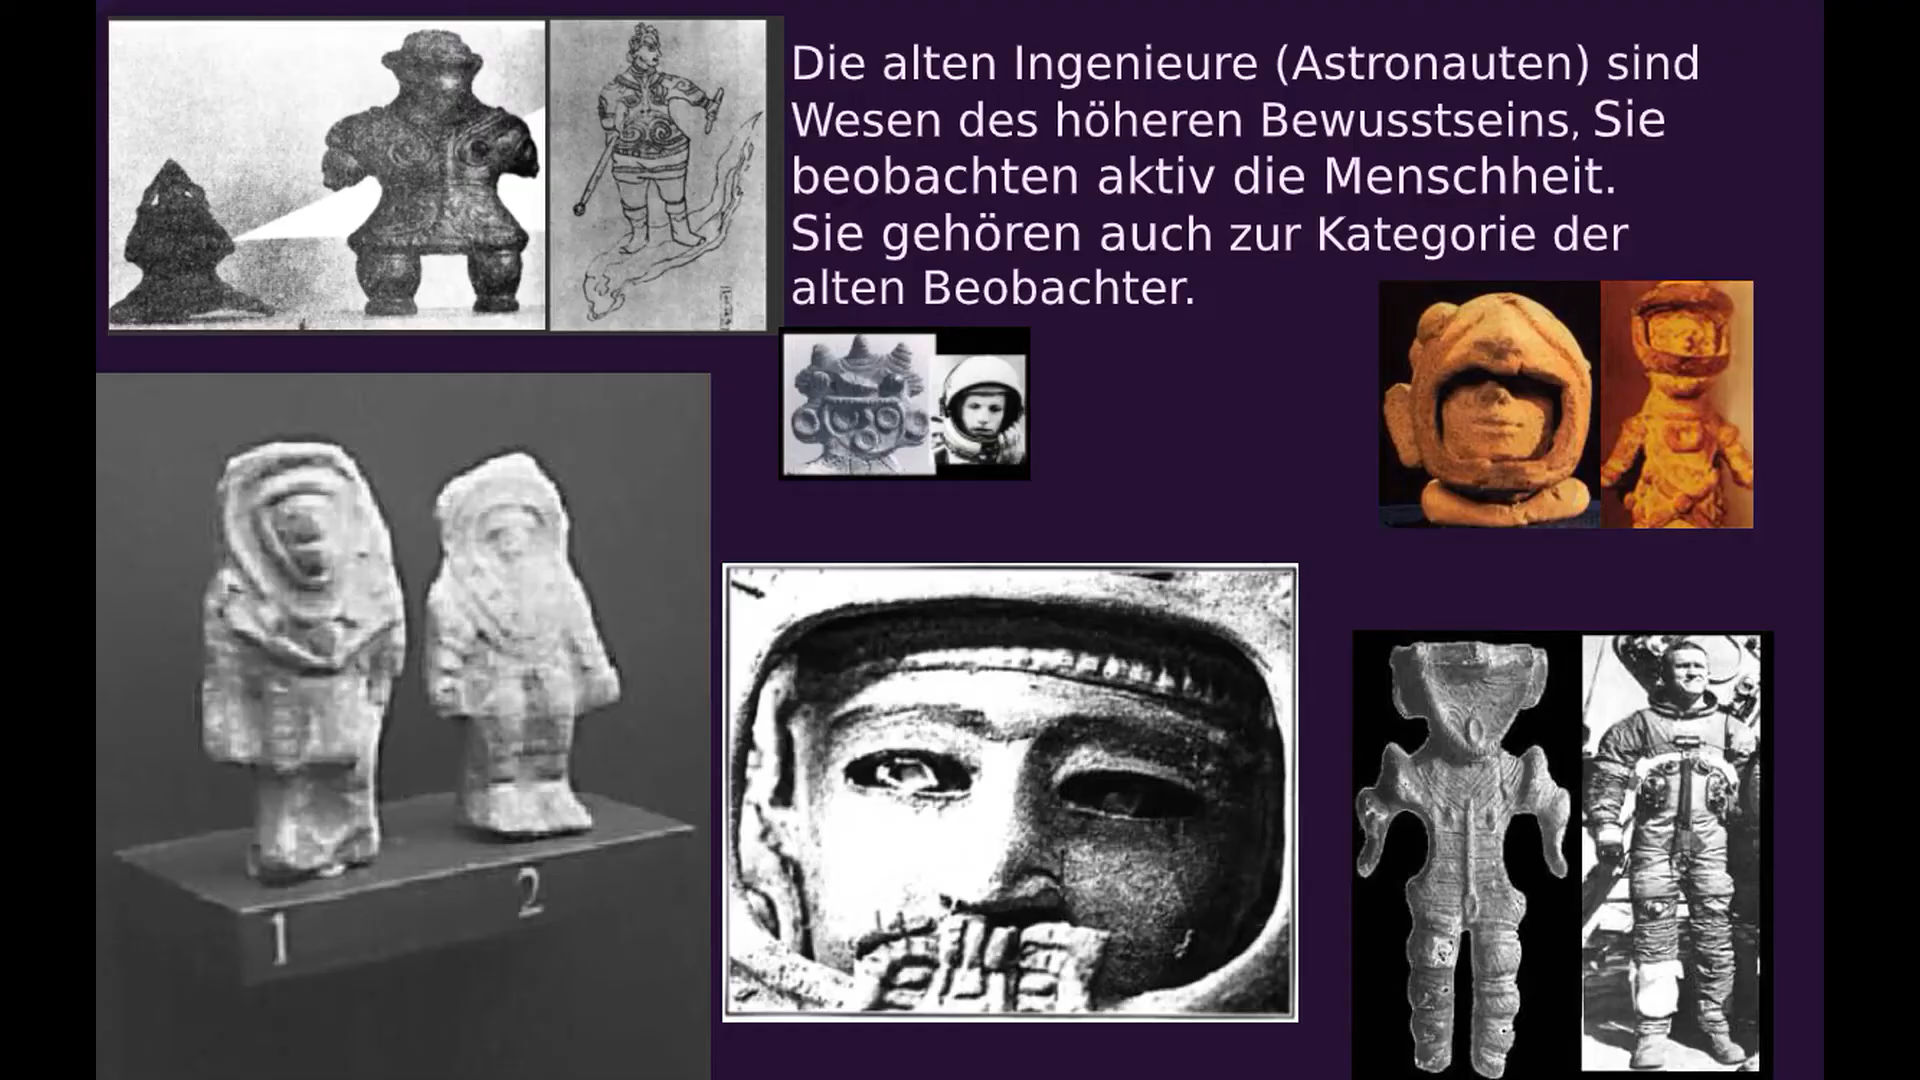 Die alten Ingenieure (Astronauten) sind
Wesen des höheren Bewusstseins, Sie
beobachten aktiv die Menschheit.
Sie gehören auch zur Kategorie der
alten Beobachter.
1
2